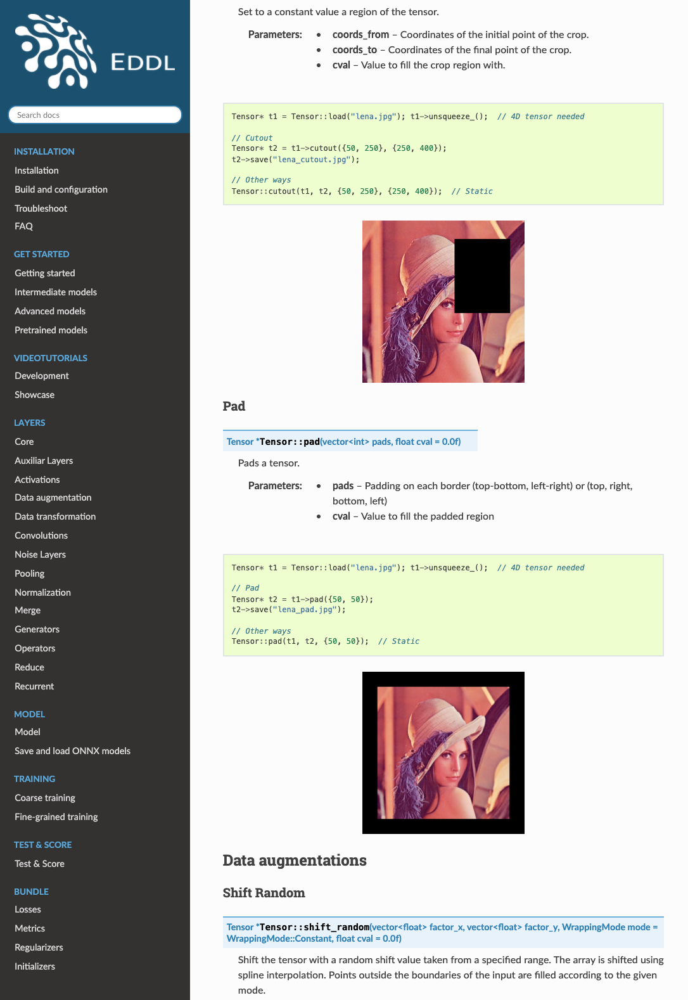 EDDL
Search docs
INSTALLATION
Installation
Build and configuration
Troubleshoot
FAQ
GET STARTED
Getting started
Intermediate models
Advanced models
Pretrained models
VIDEOTUTORIALS
Development
Showcase
LAYERS
Core
Auxiliar Layers
Activations
Data augmentation
Data transformation
Convolutions
Noise Layers
Pooling
Normalization
Merge
Generators
Operators
Reduce
Recurrent
MODEL
Model
Save and load ONNX models
TRAINING
Coarse training
Fine-grained training
TEST & SCORE
Test & Score
BUNDLE
Losses
Metrics
Regularizers
Initializers
Set to a constant value a region of the tensor.
Parameters: • coords_from – Coordinates of the initial point of the crop.
• coords_to – Coordinates of the final point of the crop.
• cval – Value to fill the crop region with.
Tensor* t1 = Tensor::load("lena.jpg"); t1->unsqueeze_();  // 4D tensor needed
// Cutout
Tensor* t2 = t1->cutout({50, 250}, {250, 400});
t2->save("lena_cutout.jpg");
// Other ways
Tensor::cutout(t1, t2, {50, 250}, {250, 400});  // Static
Pad
Tensor *Tensor::pad(vector<int> pads, float cval = 0.0f)
Pads a tensor.
Parameters: • pads – Padding on each border (top-bottom, left-right) or (top, right,
bottom, left)
• cval – Value to fill the padded region
Tensor* t1 = Tensor::load("lena.jpg"); t1->unsqueeze_();  // 4D tensor needed
// Pad
Tensor* t2 = t1->pad({50, 50});
t2->save("lena_pad.jpg");
// Other ways
Tensor::pad(t1, t2, {50, 50});  // Static
Data augmentations
Shift Random
Tensor *Tensor::shift_random(vector<float> factor_x, vector<float> factor_y, WrappingMode mode =
WrappingMode::Constant, float cval = 0.0f)
Shift the tensor with a random shift value taken from a specified range. The array is shifted using
spline interpolation. Points outside the boundaries of the input are filled according to the given
mode.